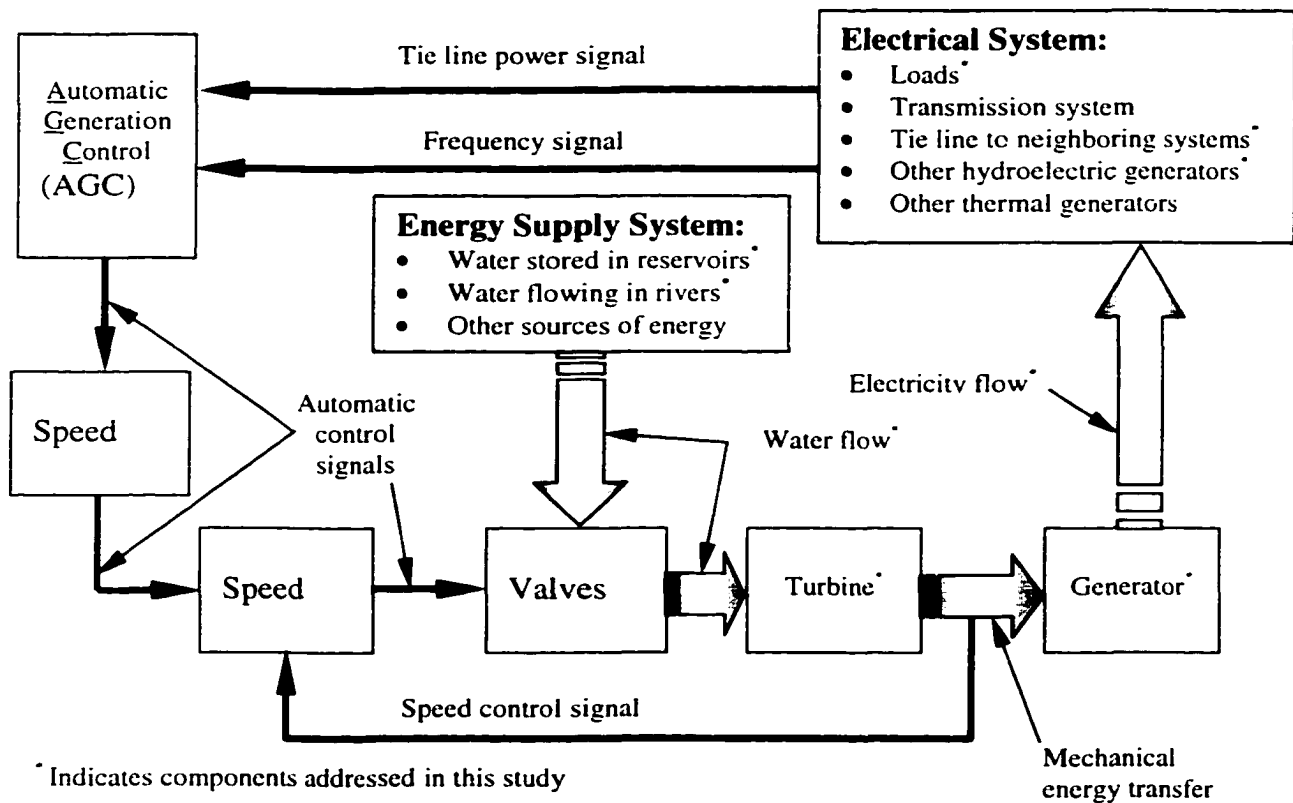 Automatic
Generation
Control
(AGC)
Tie line power signal
Frequency signal
Electrical System:
• Loads*
• Transmission system
• Tie line to neighboring systems*
• Other hydroelectric generators*
• Other thermal generators
Energy Supply System:
• Water stored in reservoirs*
• Water flowing in rivers*
• Other sources of energy
Speed
Automatic
control
signals
Water flow*
Electricity flow*
Speed
Valves
Turbine*
Generator*
Speed control signal
Mechanical
energy transfer
* Indicates components addressed in this study